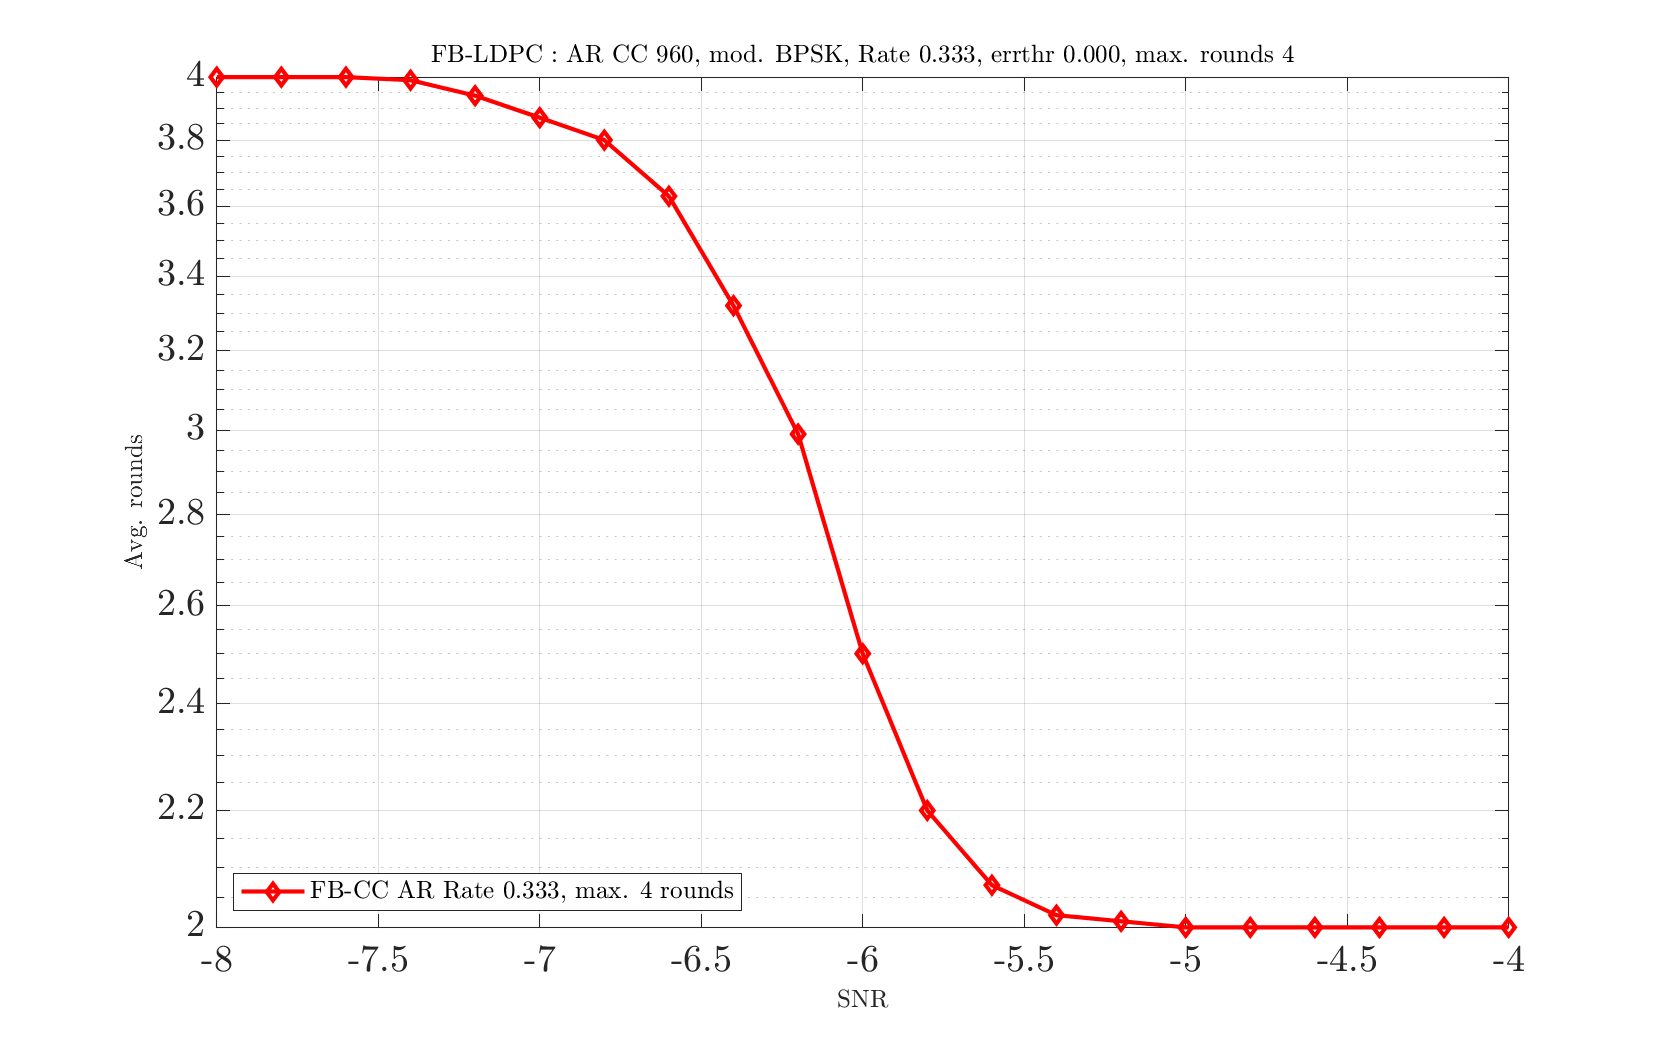 FB-LDPC : AR CC 960, mod. BPSK, Rate 0.333, errthr 0.000, max. rounds 4
4
3.8
3.6
3.4
3.2
3
2.8
2.6
2.4
2.2
2
Avg. rounds
FB-CC AR Rate 0.333, max. 4 rounds
-8 -7.5 -7 -6.5 -6 -5.5 -5 -4.5 -4
SNR